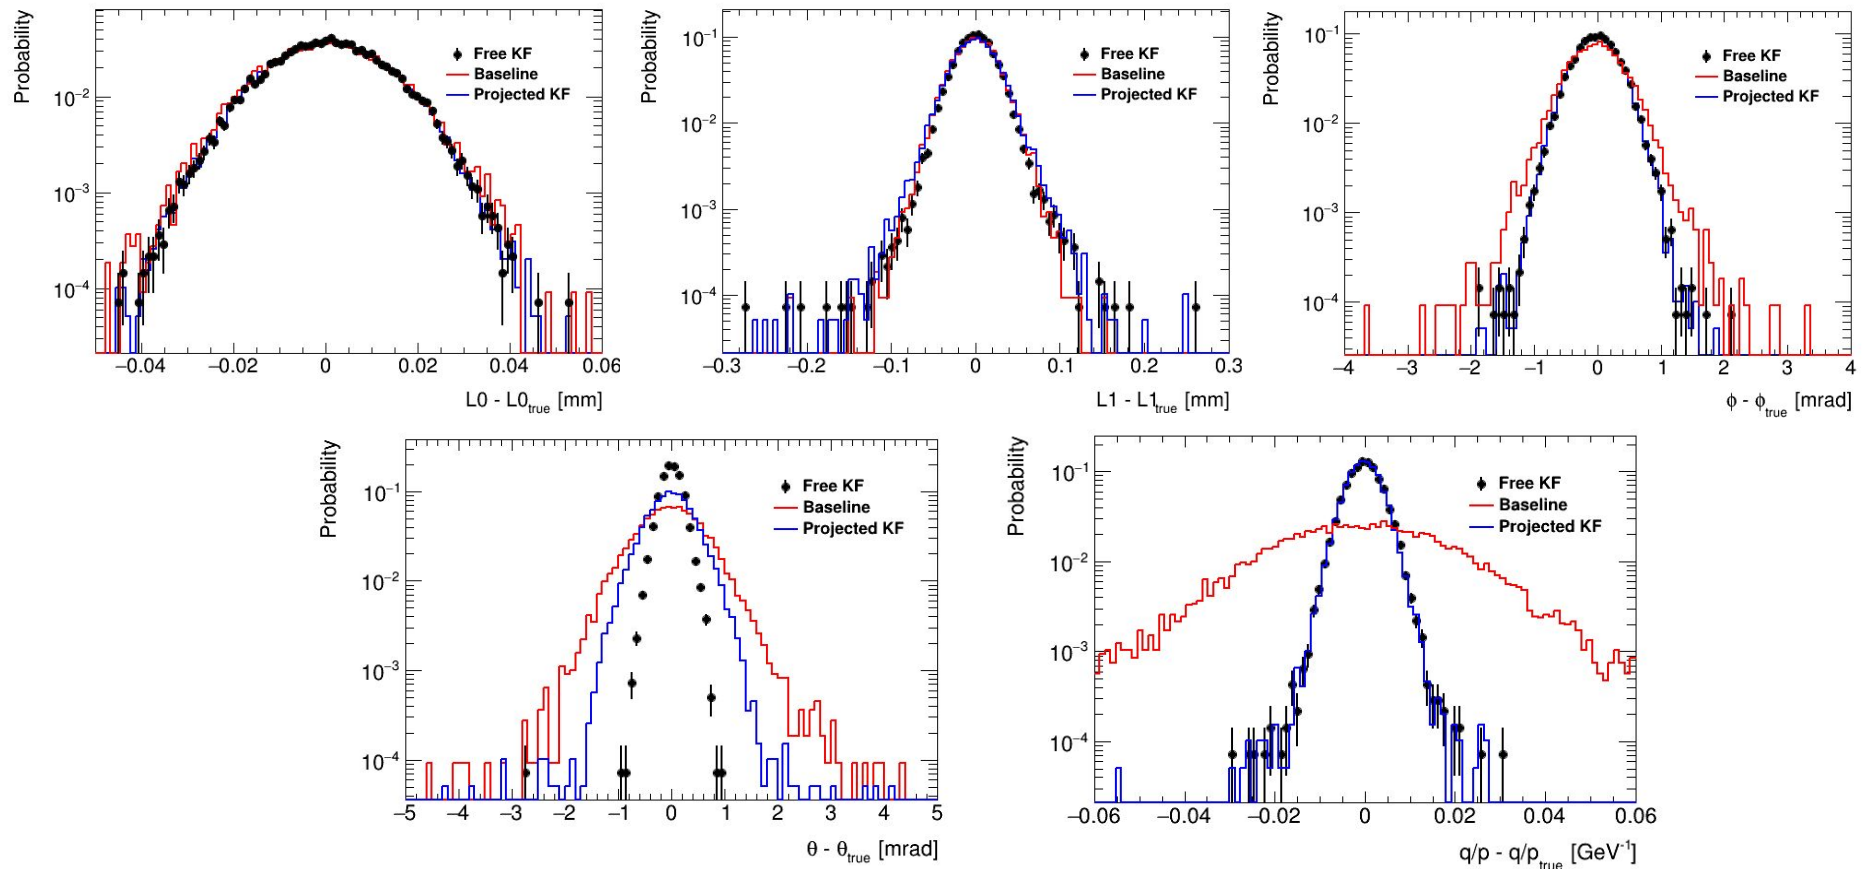 Probability
10⁻¹
10⁻²
10⁻³
10⁻⁴
Free KF
Baseline
Projected KF
−0.04 −0.02 0 0.02 0.04 0.06
L0 - L0true [mm]
Probability
10⁻¹
10⁻²
10⁻³
10⁻⁴
Free KF
Baseline
Projected KF
−0.3 −0.2 −0.1 0 0.1 0.2 0.3
L1 - L1true [mm]
Probability
10⁻¹
10⁻²
10⁻³
10⁻⁴
Free KF
Baseline
Projected KF
−4 −3 −2 −1 0 1 2 3 4
ϕ - ϕtrue [mrad]
Probability
10⁻¹
10⁻²
10⁻³
10⁻⁴
Free KF
Baseline
Projected KF
−5 −4 −3 −2 −1 0 1 2 3 4 5
θ - θtrue [mrad]
Probability
10⁻¹
10⁻²
10⁻³
10⁻⁴
Free KF
Baseline
Projected KF
−0.06 −0.04 −0.02 0 0.02 0.04 0.06
q/p - q/ptrue [GeV⁻¹]